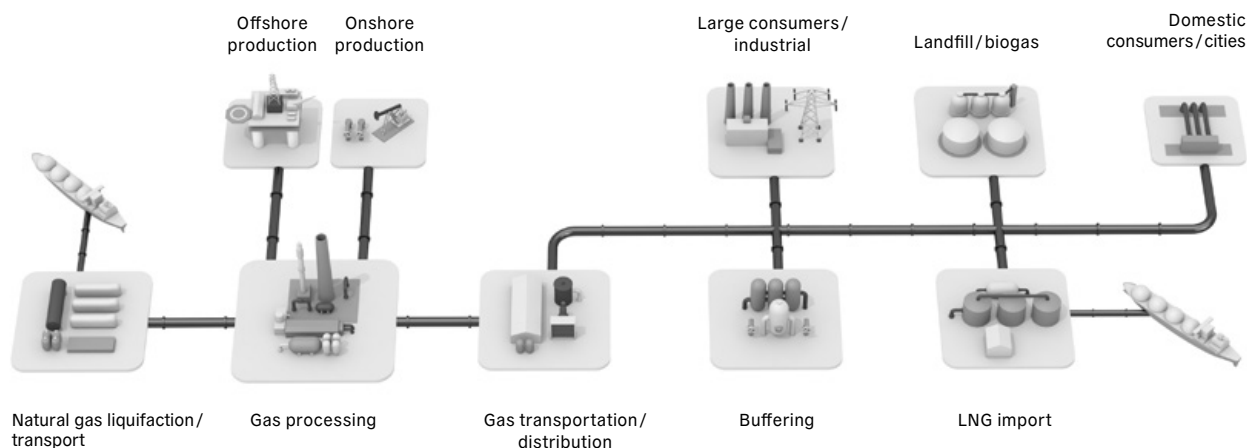 Offshore
production
Onshore
production
Large consumers/
industrial
Landfill/biogas
Domestic
consumers/cities
Natural gas liquifaction/
transport
Gas processing
Gas transportation/
distribution
Buffering
LNG import